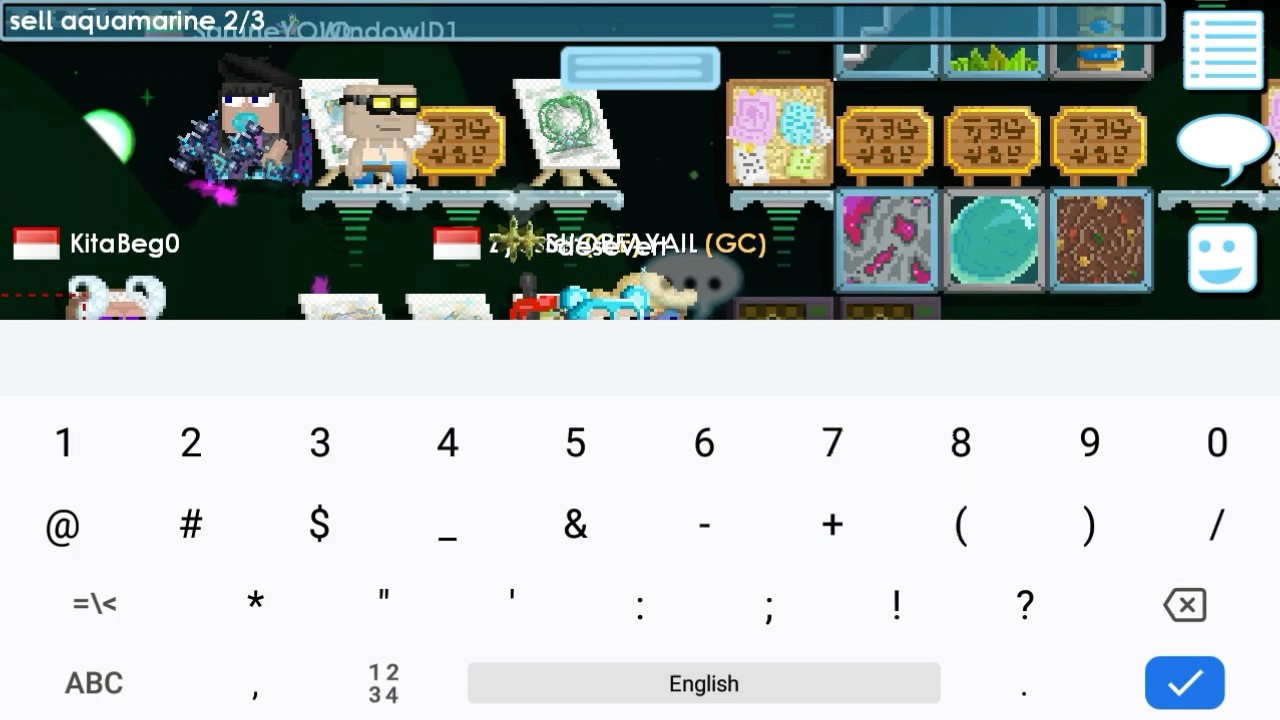 sell aquamarine 2/3
WindowID1
KitaBeg0
(GC)
1 2 3 4 5 6 7 8 9 0
@ # $ _ & - + ( ) /
=\< * " ' : ; ! ?
ABC , 12 English .
34